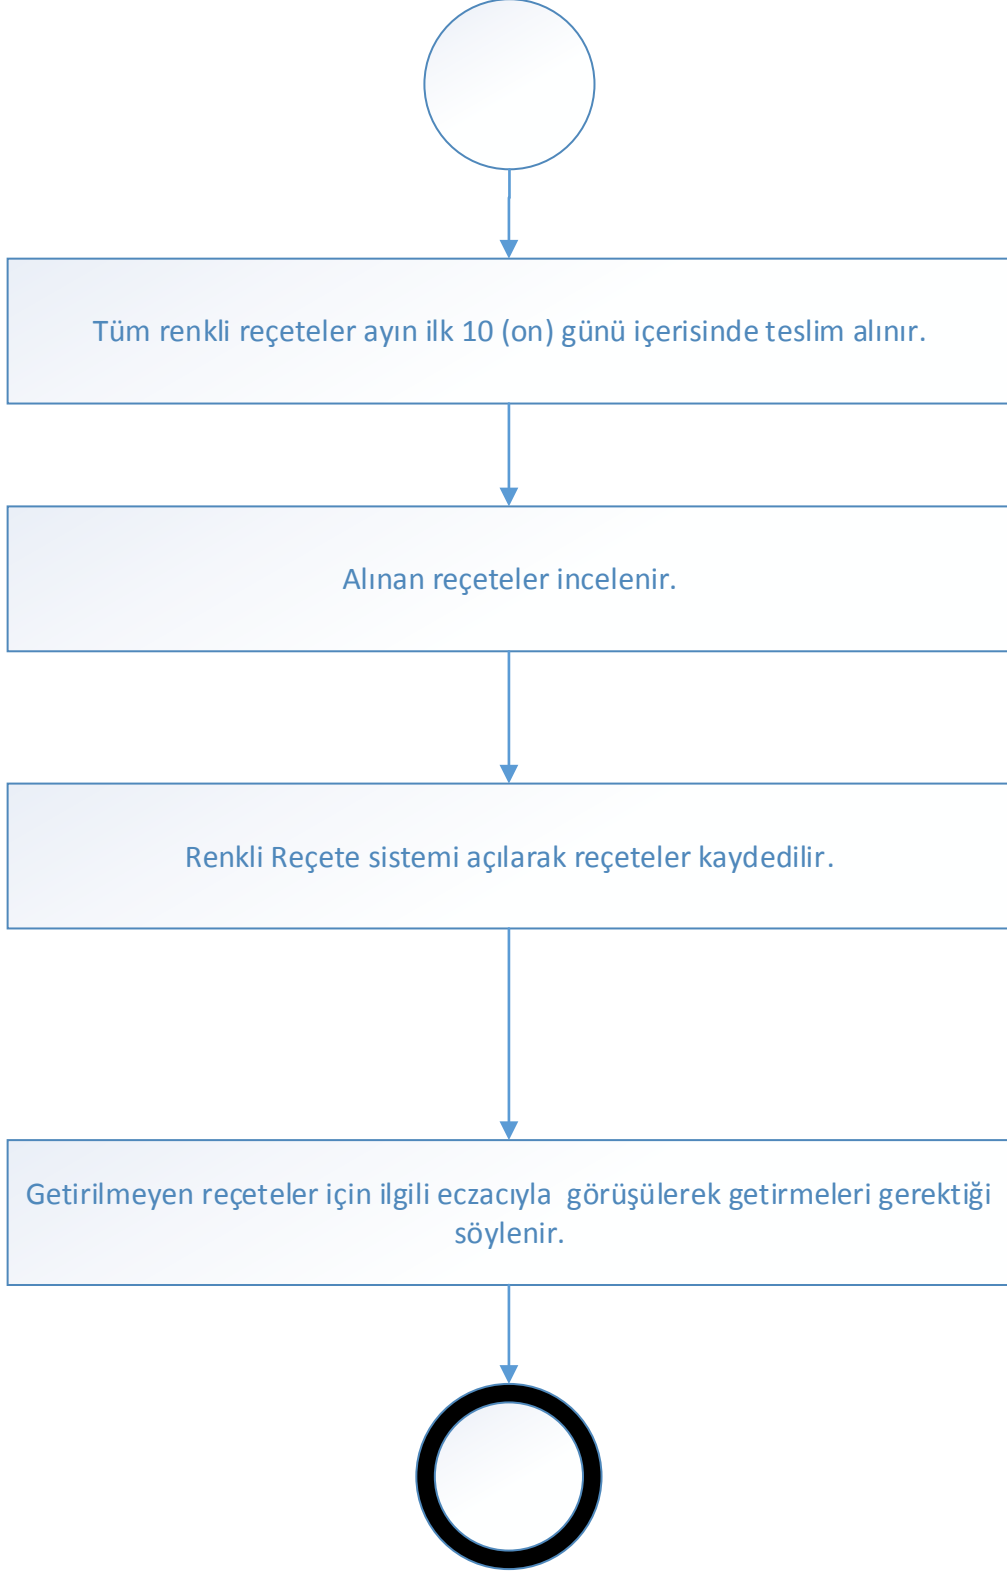 Tüm renkli reçeteler ayın ilk 10 (on) günü içerisinde teslim alınır.
Alınan reçeteler incelenir.
Renkli Reçete sistemi açılarak reçeteler kaydedilir.
Getirilmeyen reçeteler için ilgili eczacıyla  görüşülerek getirmeleri gerektiği
söylenir.